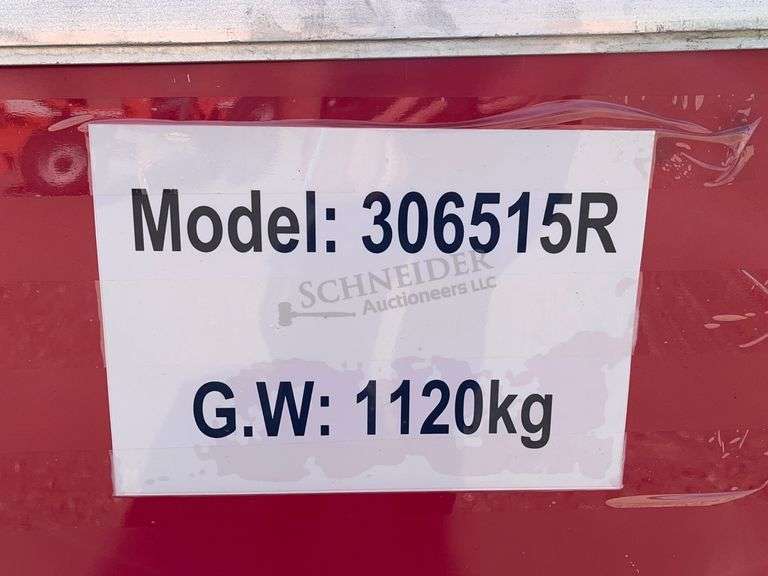 Model: 306515R
SCHNEIDER
Auctioneers LLC
G.W: 1120kg